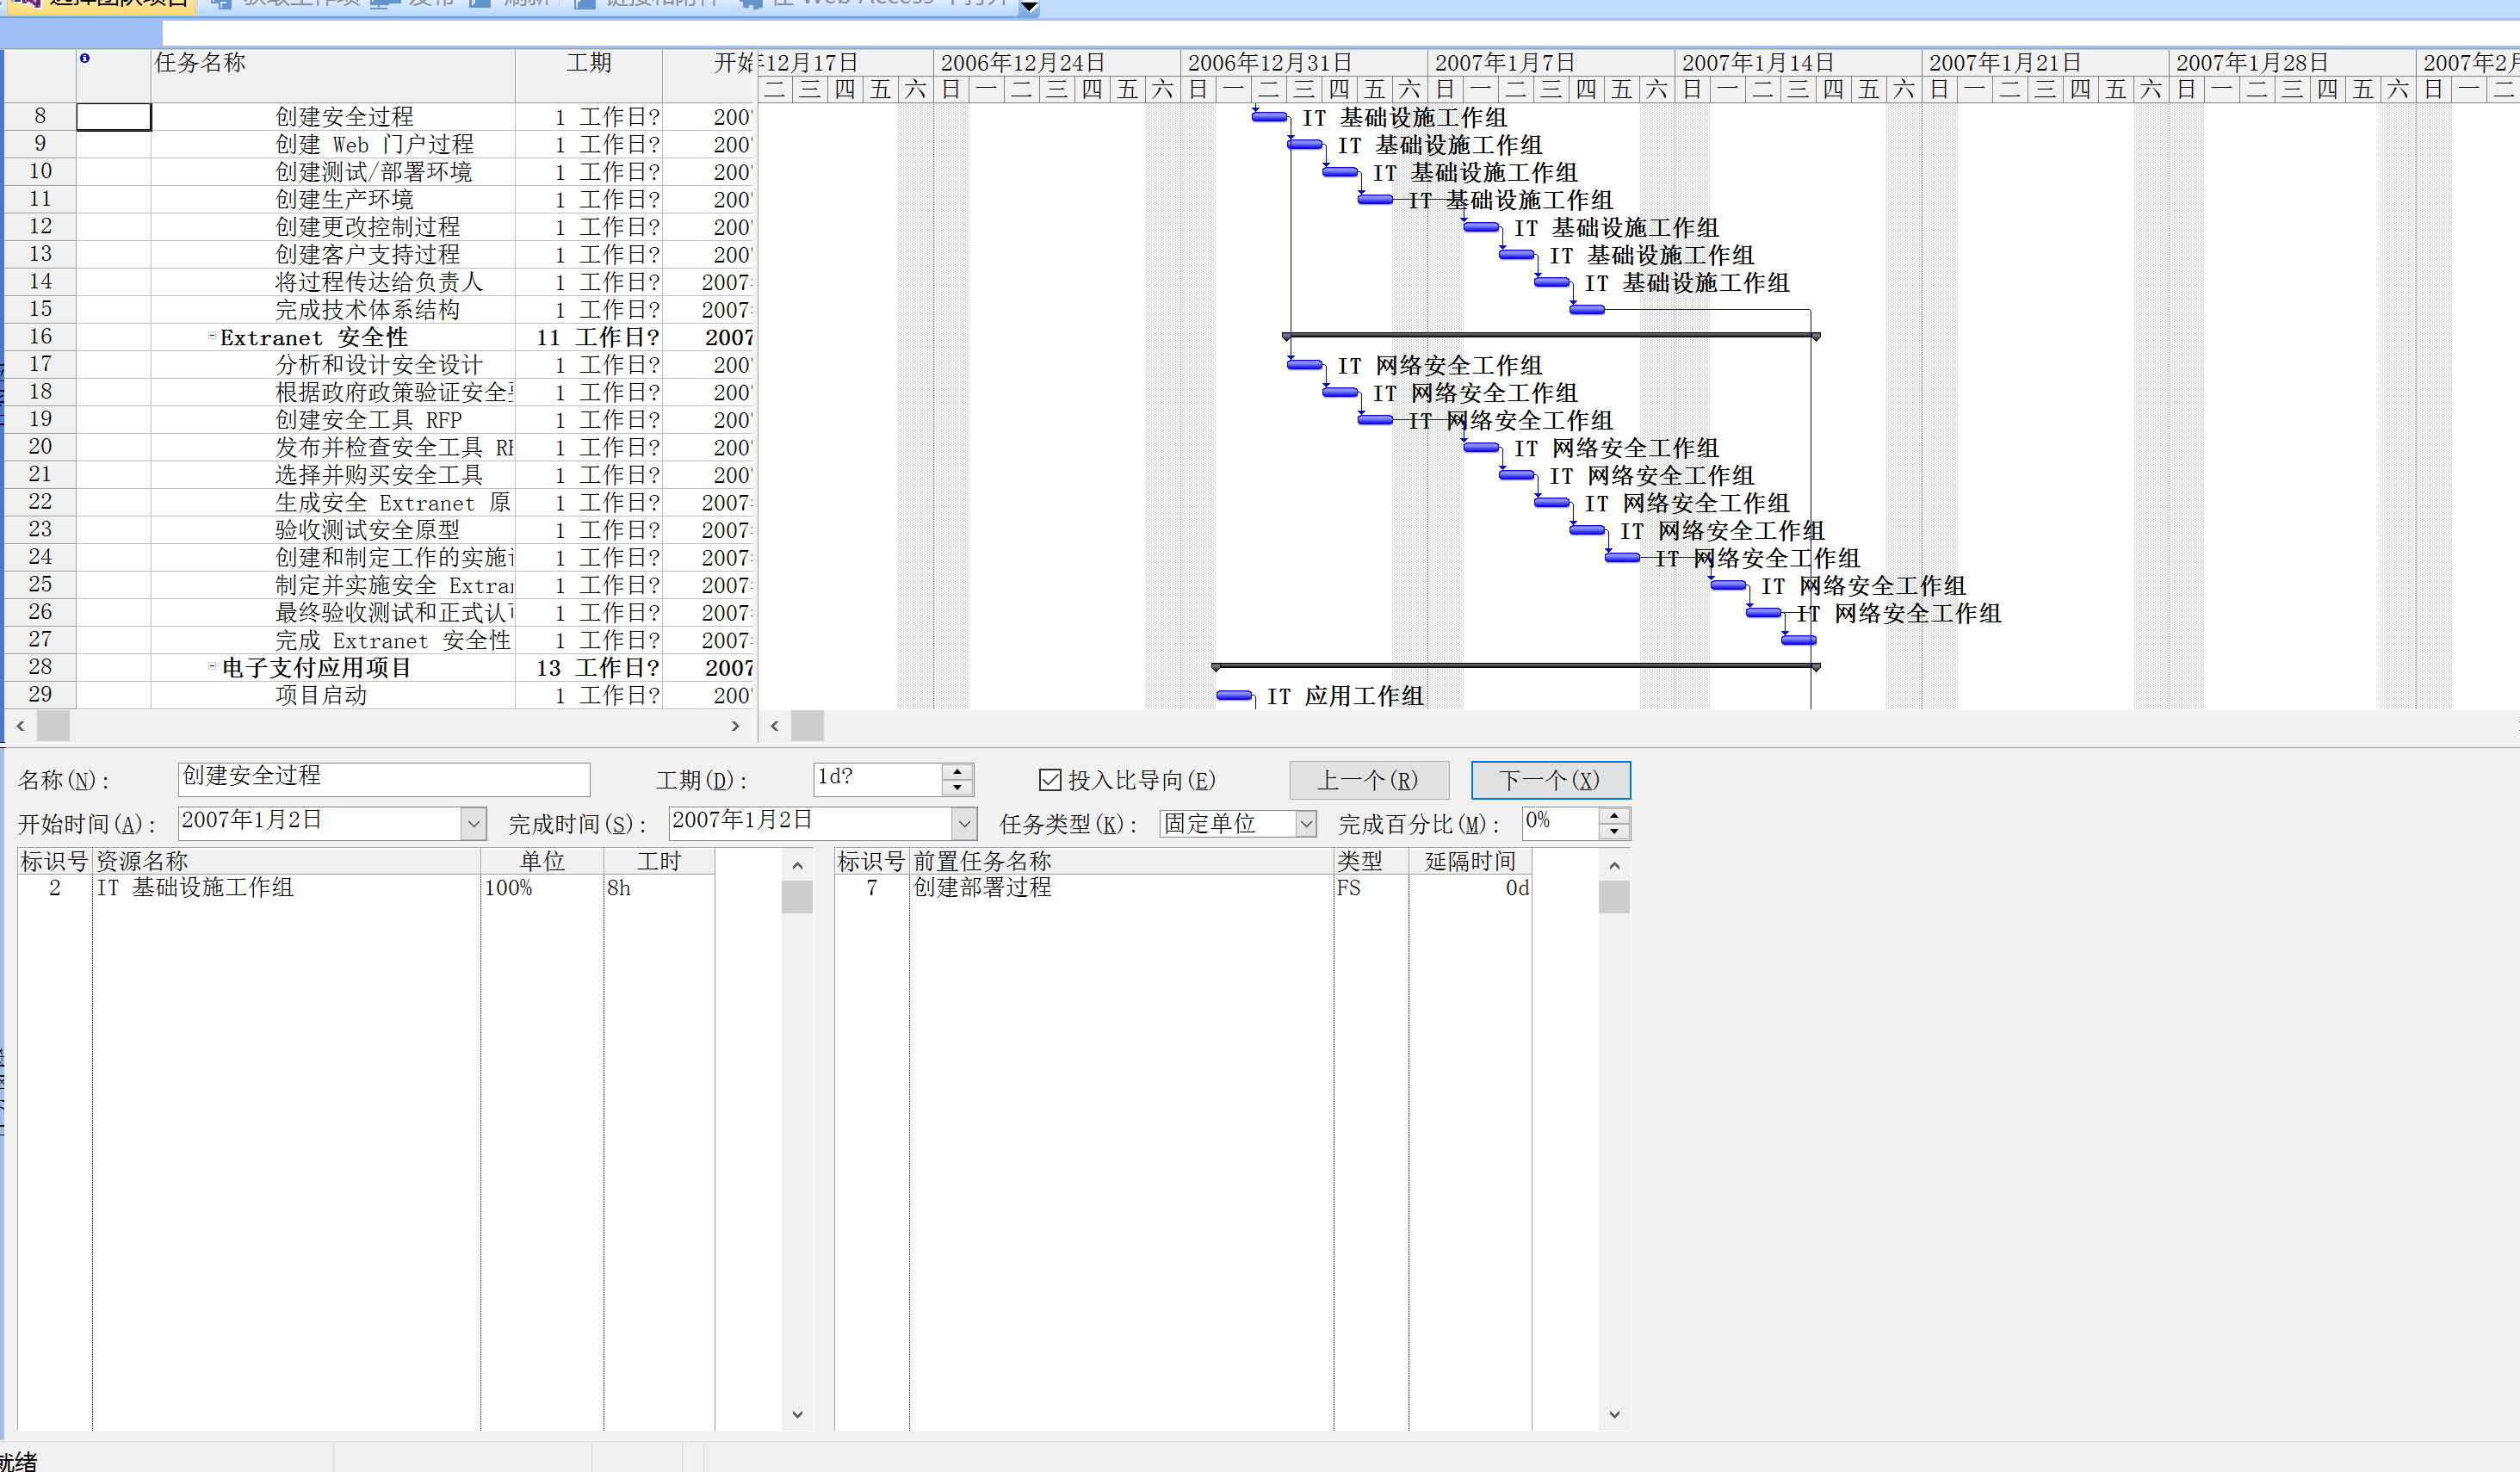 选择团队项目 获取工作项 发布 刷新 链接和附件 在 Web Access 中打开
任务名称 工期 开始
12月17日 2006年12月24日 2006年12月31日 2007年1月7日 2007年1月14日 2007年1月21日 2007年1月28日 2007年2月
二 三 四 五 六 日 一 二 三 四 五 六 日 一 二 三 四 五 六 日 一 二 三 四 五 六 日 一 二 三 四 五 六 日 一 二 三 四 五 六 日 一 二 三 四 五 六 日 一 二
8 创建安全过程 1 工作日? 200 IT 基础设施工作组
9 创建 Web 门户过程 1 工作日? 200 IT 基础设施工作组
10 创建测试/部署环境 1 工作日? 200 IT 基础设施工作组
11 创建生产环境 1 工作日? 200 IT 基础设施工作组
12 创建更改控制过程 1 工作日? 200 IT 基础设施工作组
13 创建客户支持过程 1 工作日? 200 IT 基础设施工作组
14 将过程传达给负责人 1 工作日? 2007 IT 基础设施工作组
15 完成技术体系结构 1 工作日? 2007
16 Extranet 安全性 11 工作日? 2007
17 分析和设计安全设计 1 工作日? 200 IT 网络安全工作组
18 根据政府政策验证安全 1 工作日? 200 IT 网络安全工作组
19 创建安全工具 RFP 1 工作日? 200 IT 网络安全工作组
20 发布并检查安全工具 1 工作日? 200 IT 网络安全工作组
21 选择并购买安全工具 1 工作日? 200 IT 网络安全工作组
22 生成安全 Extranet 原 1 工作日? 2007 IT 网络安全工作组
23 验收测试安全原型 1 工作日? 2007 IT 网络安全工作组
24 创建和制定工作的实施 1 工作日? 2007 IT 网络安全工作组
25 制定并实施安全 Extra 1 工作日? 2007 IT 网络安全工作组
26 最终验收测试和正式认 1 工作日? 2007 IT 网络安全工作组
27 完成 Extranet 安全性 1 工作日? 2007
28 电子支付应用项目 13 工作日? 2007
29 项目启动 1 工作日? 200 IT 应用工作组
名称(N): 创建安全过程 工期(D): 1d? 投入比导向(E) 上一个(R) 下一个(X)
开始时间(A): 2007年1月2日 完成时间(S): 2007年1月2日 任务类型(K): 固定单位 完成百分比(M): 0%
标识号 资源名称 单位 工时 标识号 前置任务名称 类型 延隔时间
2 IT 基础设施工作组 100% 8h 7 创建部署过程 FS 0d
就绪